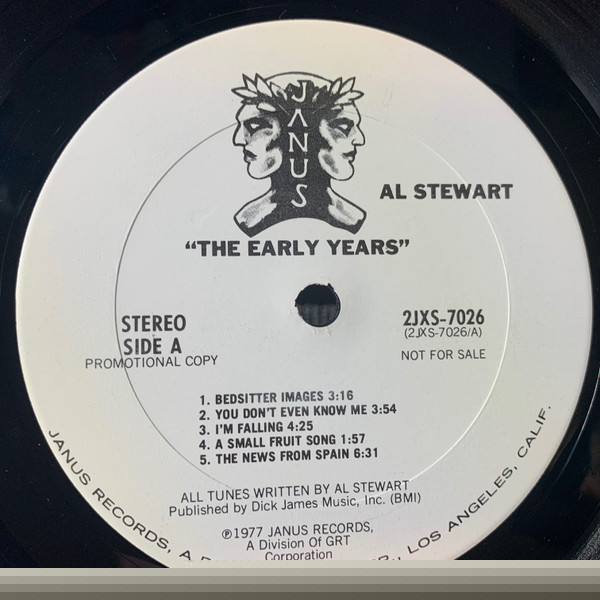 JANUS
AL STEWART
“THE EARLY YEARS”
STEREO
SIDE A
PROMOTIONAL COPY
2JXS-7026
(2JXS-7026/A)
NOT FOR SALE
1. BEDSITTER IMAGES 3:16
2. YOU DON'T EVEN KNOW ME 3:54
3. I'M FALLING 4:25
4. A SMALL FRUIT SONG 1:57
5. THE NEWS FROM SPAIN 6:31
ALL TUNES WRITTEN BY AL STEWART
Published by Dick James Music, Inc. (BMI)
℗1977 JANUS RECORDS,
A Division Of GRT
Corporation
JANUS RECORDS, A LOS ANGELES, CALIF.